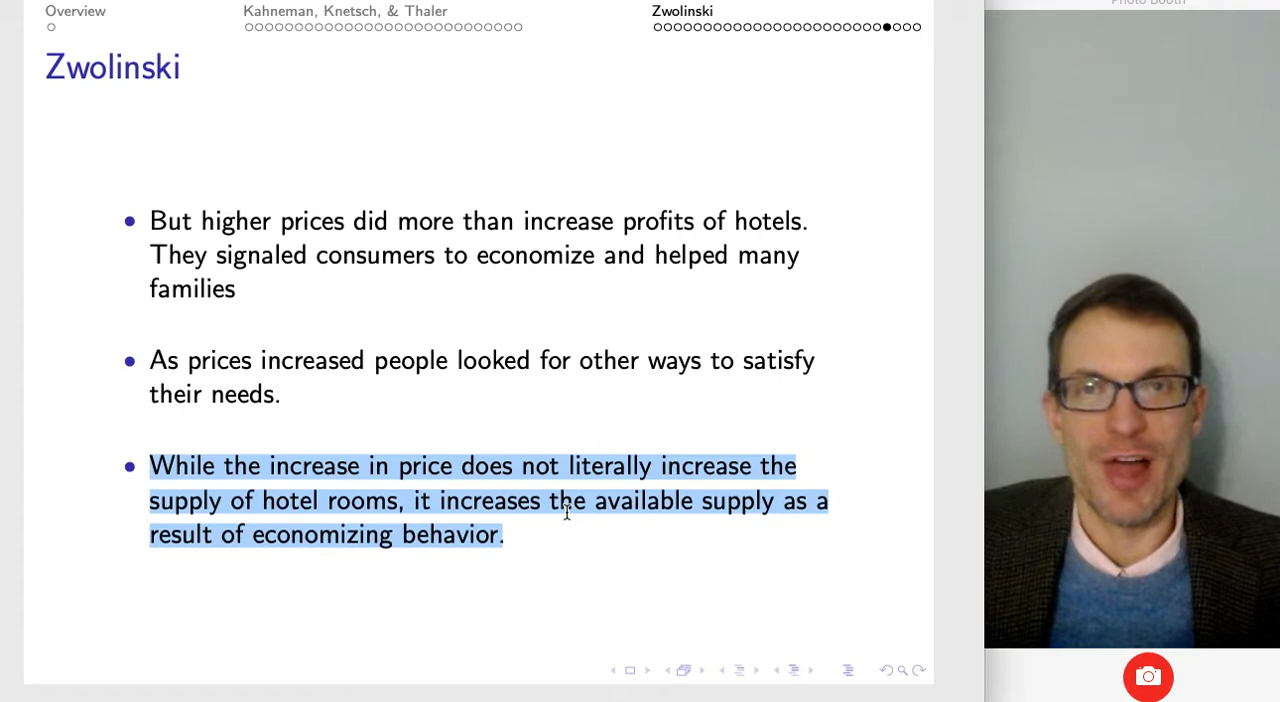 Overview
Kahneman, Knetsch, & Thaler
Zwolinski
Photo Booth
Zwolinski
But higher prices did more than increase profits of hotels.
They signaled consumers to economize and helped many
families
As prices increased people looked for other ways to satisfy
their needs.
While the increase in price does not literally increase the
supply of hotel rooms, it increases the available supply as a
result of economizing behavior.